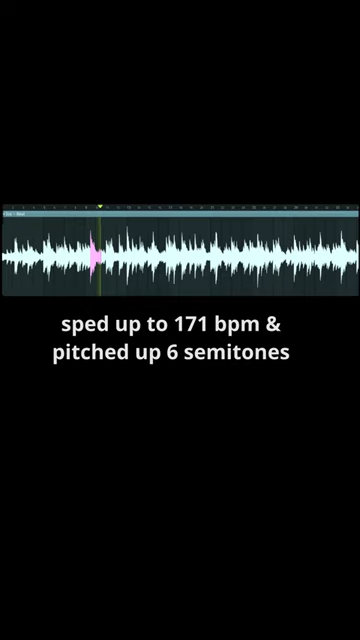 sped up to 171 bpm &
pitched up 6 semitones